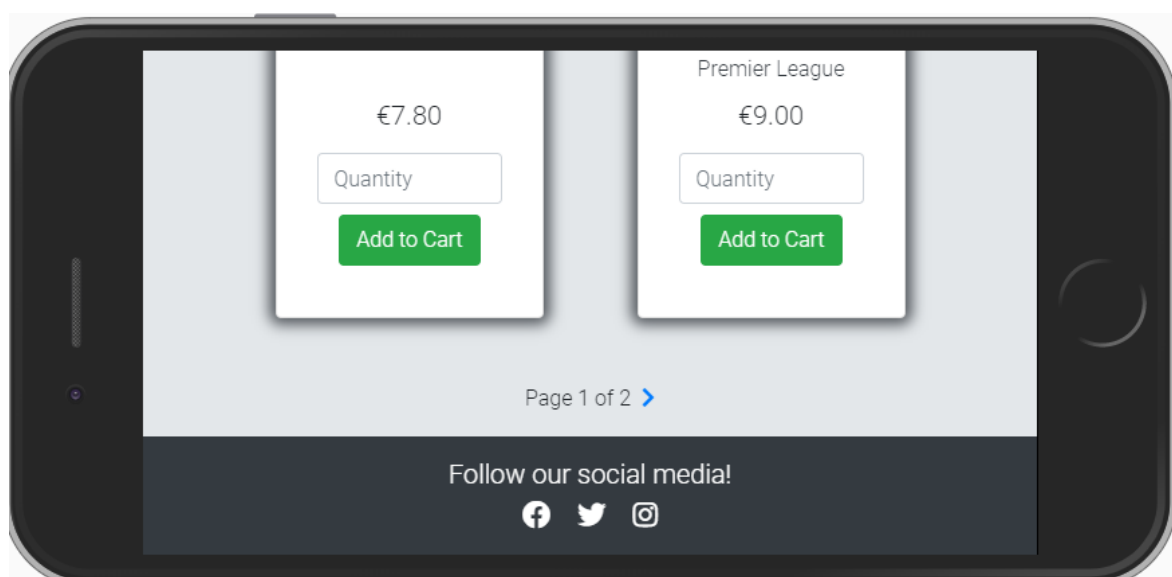 Premier League
€7.80
€9.00
Quantity
Quantity
Add to Cart
Add to Cart
Page 1 of 2
Follow our social media!